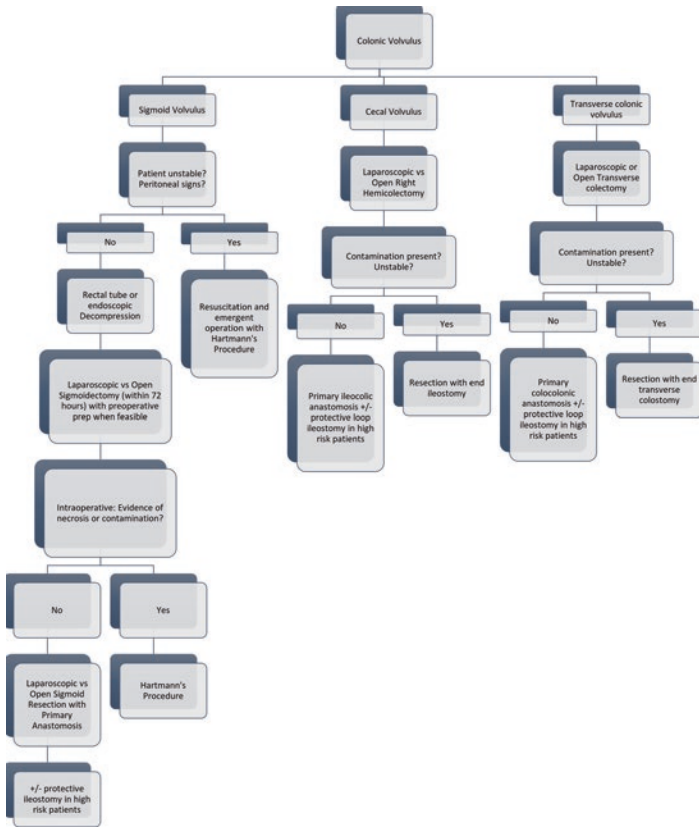 Colonic Volvulus
Sigmoid Volvulus
Cecal Volvulus
Transverse colonic
volvulus
Patient unstable?
Peritoneal signs?
Laparoscopic vs
Open Right
Hemicolectomy
Laparoscopic or
Open Transverse
colectomy
No
Yes
Contamination present?
Unstable?
Contamination present?
Unstable?
Rectal tube or
endoscopic
Decompression
Resuscitation and
emergent
operation with
Hartmann's
Procedure
No
Yes
No
Yes
Laparoscopic vs Open
Sigmoidectomy (within 72
hours) with preoperative
prep when feasible
Primary ileocolic
anastomosis +/-
protective loop
ileostomy in high
risk patients
Resection with end
ileostomy
Primary
colocolonic
anastomosis +/-
protective loop
ileostomy in high
risk patients
Resection with end
transverse
colostomy
Intraoperative: Evidence of
necrosis or contamination?
No
Yes
Laparoscopic vs
Open Sigmoid
Resection with
Primary
Anastomosis
Hartmann's
Procedure
+/- protective
ileostomy in high
risk patients